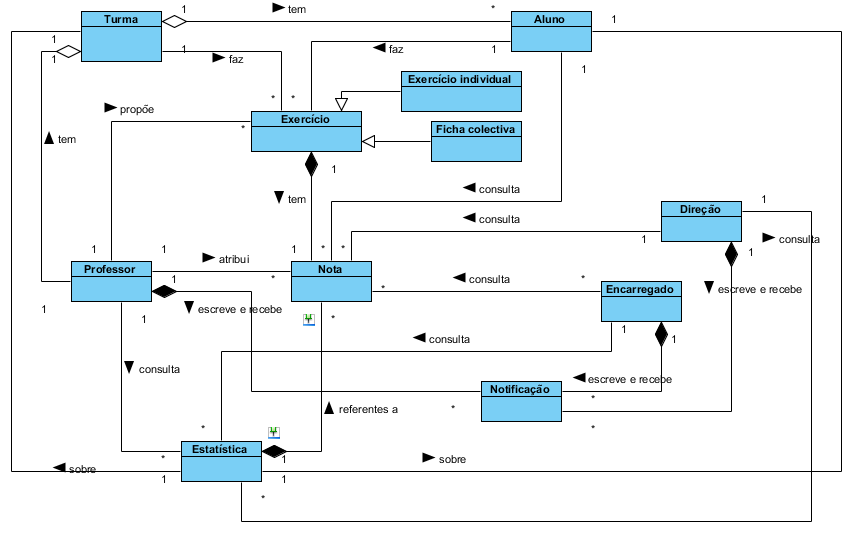 Turma
1
tem
*
Aluno
1
1
1
faz
faz
1
1
1
Exercício individual
* *
propõe
*
Exercício
Ficha colectiva
tem
1
tem
consulta
1
consulta
Direção
1
1
1
* *
1
1
consulta
atribui
Professor
1
*
Nota
consulta
*
*
Encarregado
escreve e recebe
1
escreve e recebe
1
*
1
1
consulta
consulta
escreve e recebe
Notificação
*
*
referentes a
*
*
Estatística
*
1
sobre
sobre
1
1
*